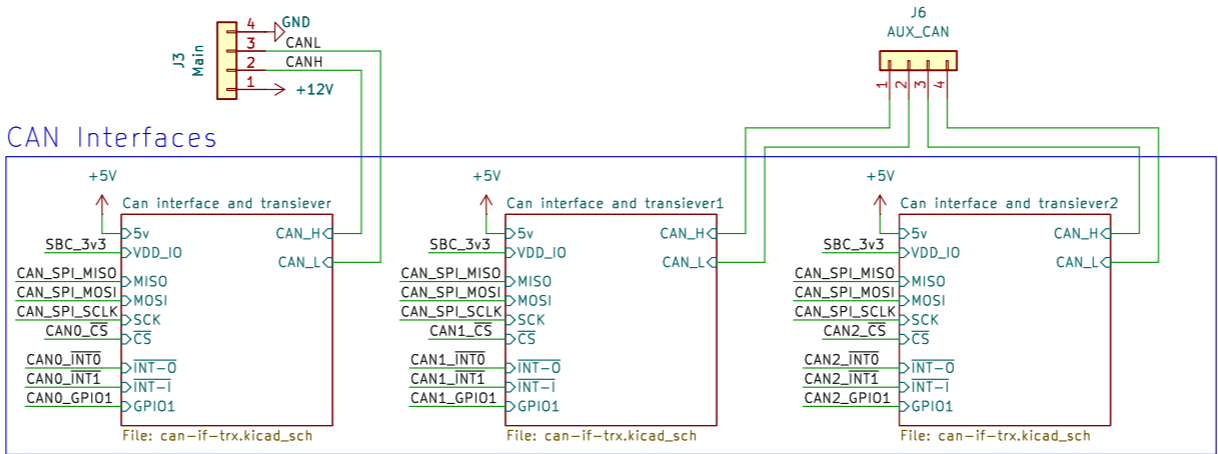 J3
Main
4
3
2
1
GND
CANL
CANH
+12V
J6
AUX_CAN
1
2
3
4
CAN Interfaces
+5V
Can interface and transiever
SBC_3v3
CAN_SPI_MISO
CAN_SPI_MOSI
CAN_SPI_SCLK
CAN0_CS
CAN0_INT0
CAN0_INT1
CAN0_GPIO1
5v
VDD_IO
MISO
MOSI
SCK
CS
INT-O
INT-I
GPIO1
CAN_H
CAN_L
File: can-if-trx.kicad_sch
+5V
Can interface and transiever1
SBC_3v3
CAN_SPI_MISO
CAN_SPI_MOSI
CAN_SPI_SCLK
CAN1_CS
CAN1_INT0
CAN1_INT1
CAN1_GPIO1
5v
VDD_IO
MISO
MOSI
SCK
CS
INT-O
INT-I
GPIO1
CAN_H
CAN_L
File: can-if-trx.kicad_sch
+5V
Can interface and transiever2
SBC_3v3
CAN_SPI_MISO
CAN_SPI_MOSI
CAN_SPI_SCLK
CAN2_CS
CAN2_INT0
CAN2_INT1
CAN2_GPIO1
5v
VDD_IO
MISO
MOSI
SCK
CS
INT-O
INT-I
GPIO1
CAN_H
CAN_L
File: can-if-trx.kicad_sch